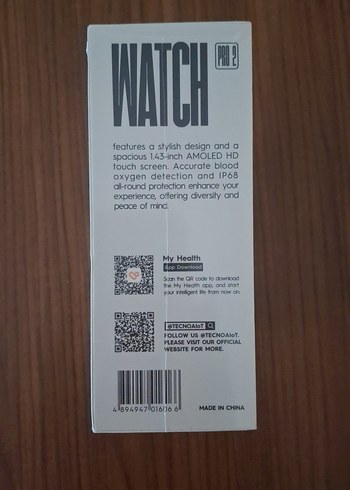 WATCH PRO 2
features a stylish design and a
spacious 1.43-inch AMOLED HD
touch screen. Accurate blood
oxygen detection and IP68
all-round protection enhance your
experience, offering diversity and
peace of mind.
My Health
App Download
Scan the QR code to download
the My Health app, and start
your intelligent life from now on.
@TECNOAIoT
FOLLOW US @TECNOAIoT.
PLEASE VISIT OUR OFFICIAL
WEBSITE FOR MORE.
4 894947 016166
MADE IN CHINA